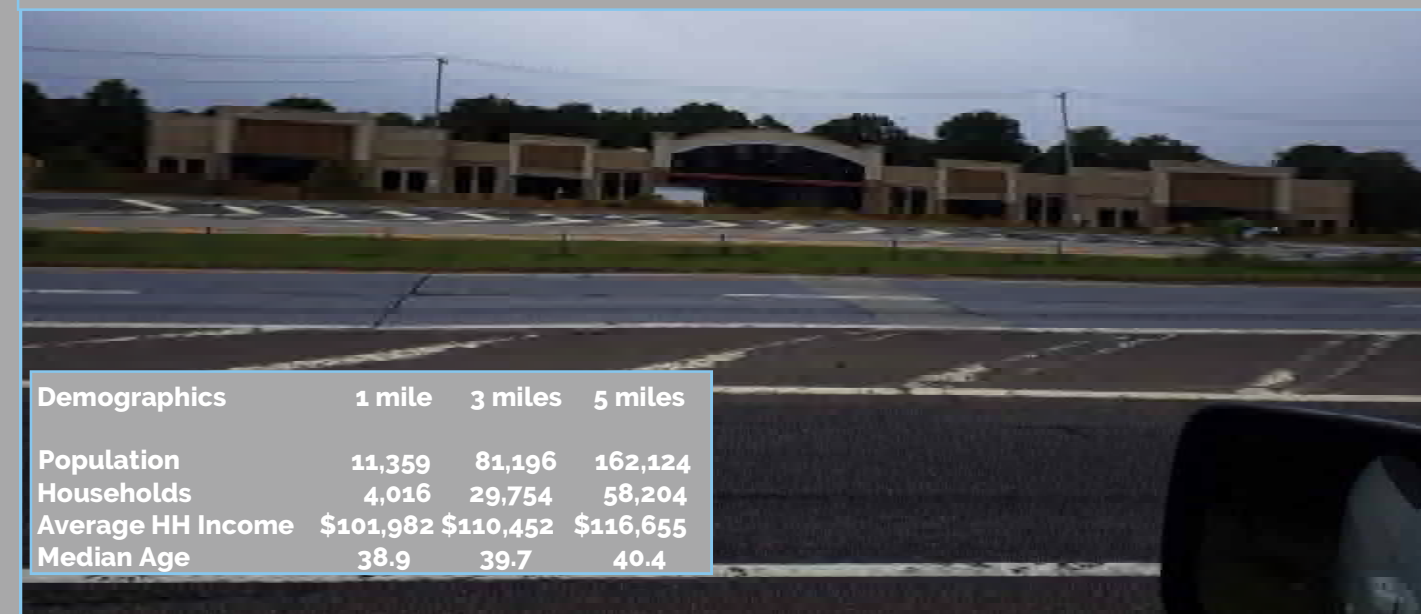 Demographics 1 mile 3 miles 5 miles
Population 11,359 81,196 162,124
Households 4,016 29,754 58,204
Average HH Income $101,982 $110,452 $116,655
Median Age 38.9 39.7 40.4